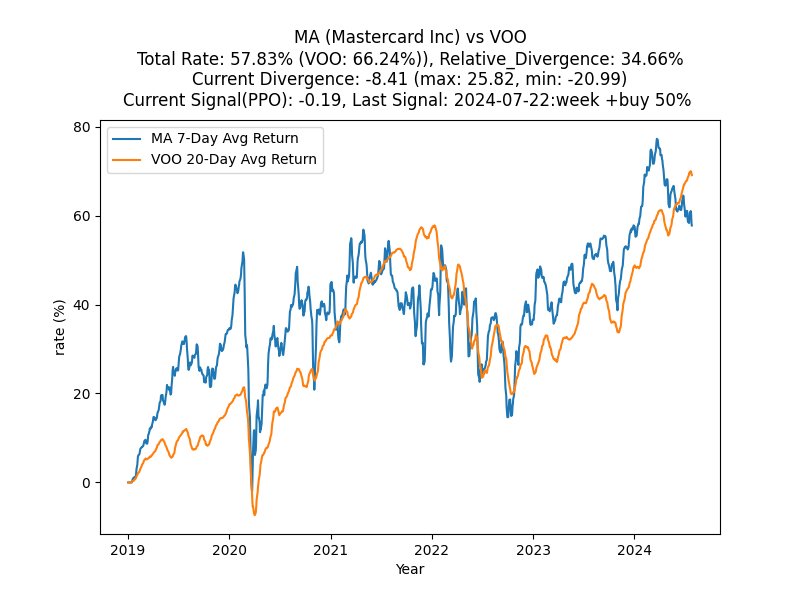 MA (Mastercard Inc) vs VOO
Total Rate: 57.83% (VOO: 66.24%)), Relative_Divergence: 34.66%
Current Divergence: -8.41 (max: 25.82, min: -20.99)
Current Signal(PPO): -0.19, Last Signal: 2024-07-22:week +buy 50%
MA 7-Day Avg Return
VOO 20-Day Avg Return
80
60
40
20
0
rate (%)
2019 2020 2021 2022 2023 2024
Year